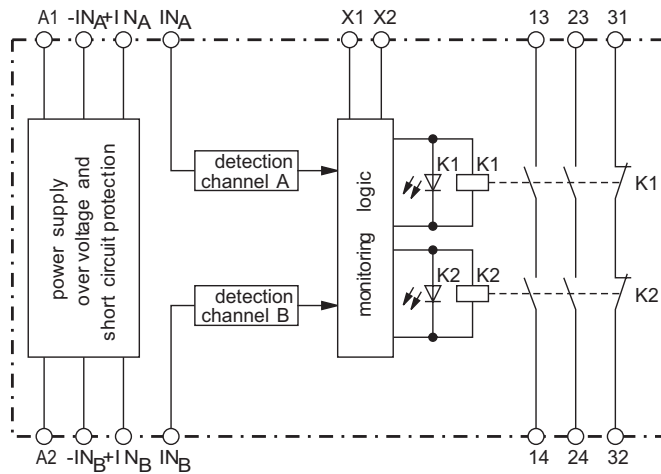 A1 -INA +INA INA X1 X2 13 23 31
power supply
over voltage and
short circuit protection
detection
channel A
monitoring logic
K1 K1 K1
detection
channel B
K2 K2 K2
A2 -INB +INB INB 14 24 32